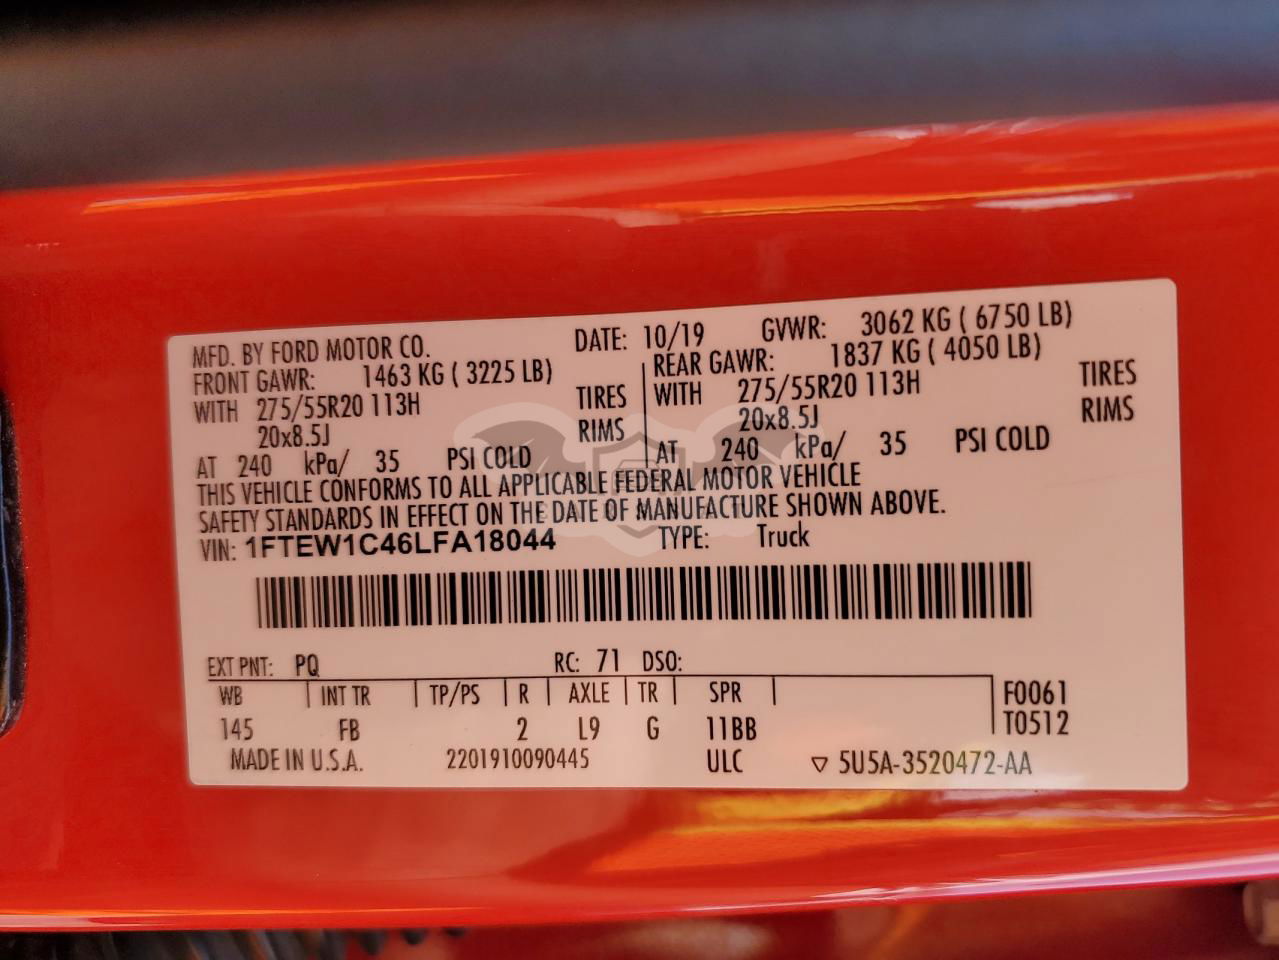 MFD. BY FORD MOTOR CO. DATE: 10/19 GVWR: 3062 KG ( 6750 LB)
FRONT GAWR: 1463 KG ( 3225 LB) REAR GAWR: 1837 KG ( 4050 LB)
WITH 275/55R20 113H TIRES WITH 275/55R20 113H TIRES
20x8.5J RIMS 20x8.5J RIMS
AT 240 kPa/ 35 PSI COLD AT 240 kPa/ 35 PSI COLD
THIS VEHICLE CONFORMS TO ALL APPLICABLE FEDERAL MOTOR VEHICLE
SAFETY STANDARDS IN EFFECT ON THE DATE OF MANUFACTURE SHOWN ABOVE.
VIN: 1FTEW1C46LFA18044 TYPE: Truck
EXT PNT: PQ RC: 71 DSO:
WB INT TR TP/PS R AXLE TR SPR F0061
145 FB 2 L9 G 11BB T0512
MADE IN U.S.A. 2201910090445 ULC ▽ 5U5A-3520472-AA